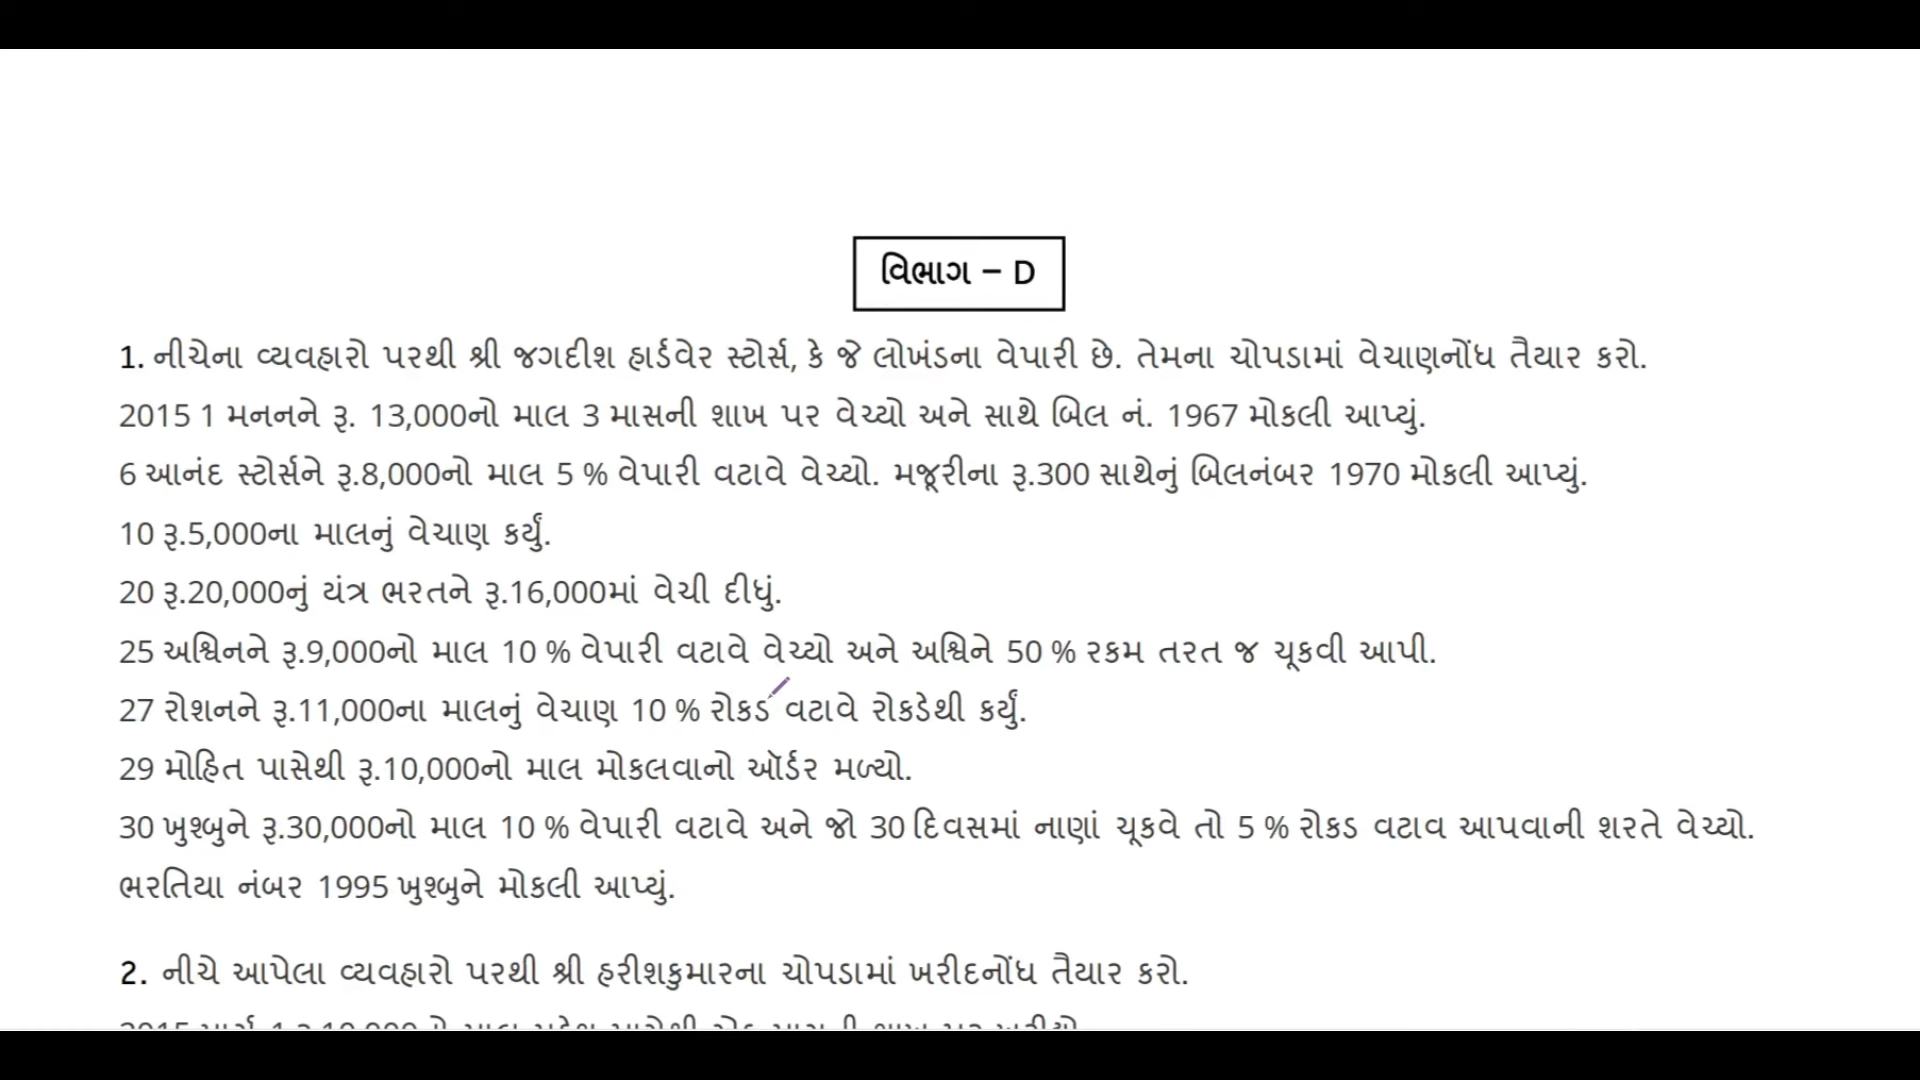 વિભાગ – D
1. નીચેના વ્યવહારો પરથી શ્રી જગદીશ હાર્ડવેર સ્ટોર્સ, કે જે લોખંડના વેપારી છે. તેમના ચોપડામાં વેચાણનોંધ તૈયાર કરો.
2015 1 મનનને રૂ. 13,000નો માલ 3 માસની શાખ પર વેચ્યો અને સાથે બિલ નં. 1967 મોકલી આપ્યું.
6 આનંદ સ્ટોર્સને રૂ.8,000નો માલ 5 % વેપારી વટાવે વેચ્યો. મજૂરીના રૂ.300 સાથેનું બિલનંબર 1970 મોકલી આપ્યું.
10 રૂ.5,000ના માલનું વેચાણ કર્યું.
20 રૂ.20,000નું યંત્ર ભરતને રૂ.16,000માં વેચી દીધું.
25 અશ્વિનને રૂ.9,000નો માલ 10 % વેપારી વટાવે વેચ્યો અને અશ્વિને 50 % રકમ તરત જ ચૂકવી આપી.
27 રોશનને રૂ.11,000ના માલનું વેચાણ 10 % રોકડ વટાવે રોકડેથી કર્યું.
29 મોહિત પાસેથી રૂ.10,000નો માલ મોકલવાનો ઑર્ડર મળ્યો.
30 ખુશ્બુને રૂ.30,000નો માલ 10 % વેપારી વટાવે અને જો 30 દિવસમાં નાણાં ચૂકવે તો 5 % રોકડ વટાવ આપવાની શરતે વેચ્યો.
ભરતિયા નંબર 1995 ખુશ્બુને મોકલી આપ્યું.
2. નીચે આપેલા વ્યવહારો પરથી શ્રી હરીશકુમારના ચોપડામાં ખરીદનોંધ તૈયાર કરો.